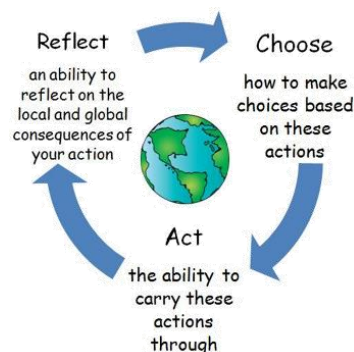 Reflect
an ability to
reflect on the
local and global
consequences of
your action
Choose
how to make
choices based
on these
actions
Act
the ability to
carry these
actions
through